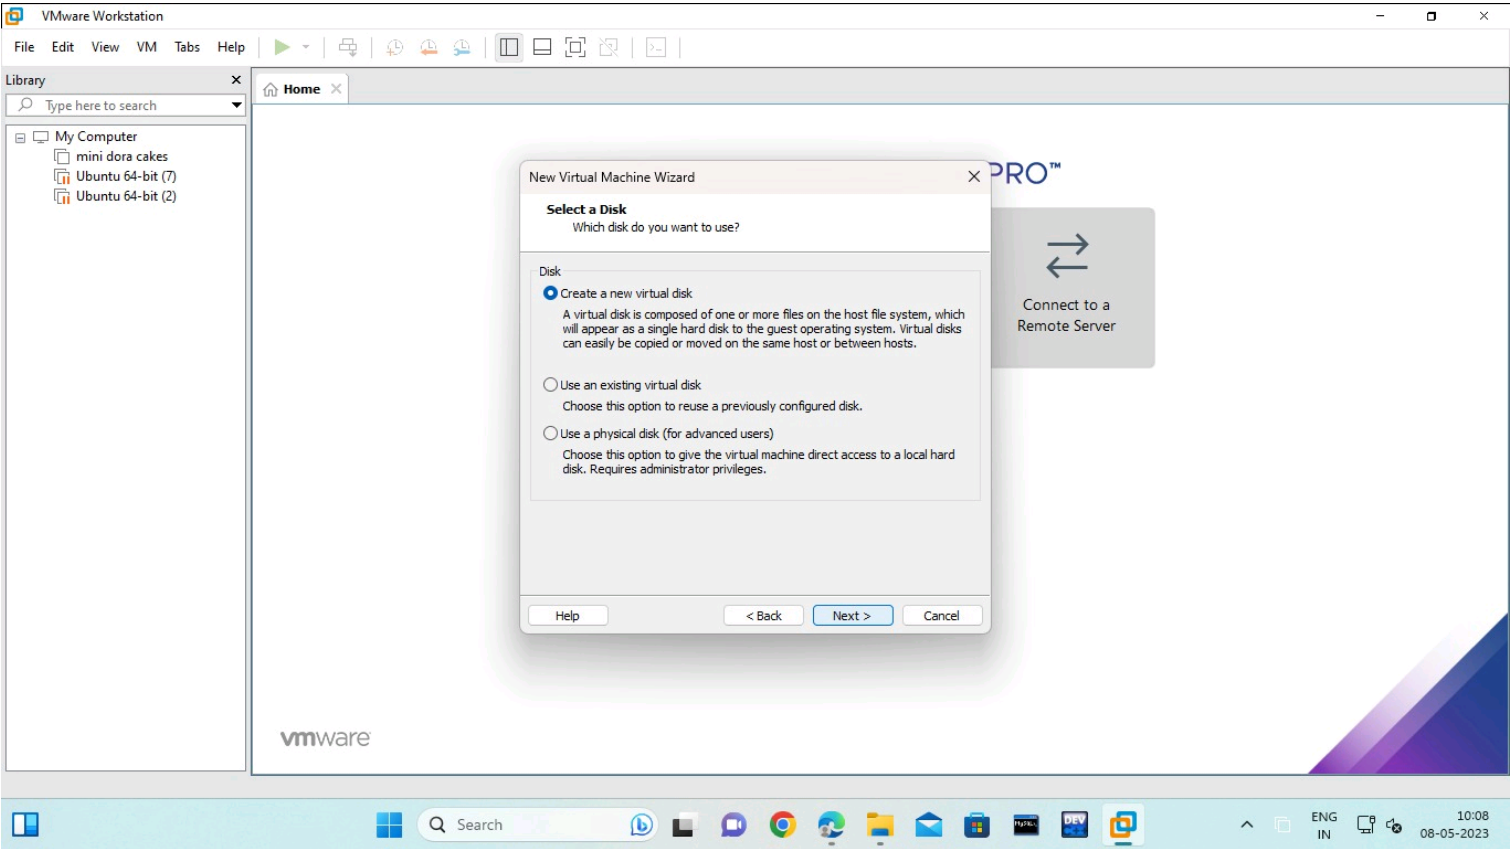 VMware Workstation
File Edit View VM Tabs Help
Library
Type here to search
My Computer
mini dora cakes
Ubuntu 64-bit (7)
Ubuntu 64-bit (2)
Home
PRO™
Connect to a
Remote Server
New Virtual Machine Wizard
Select a Disk
Which disk do you want to use?
Disk
Create a new virtual disk
A virtual disk is composed of one or more files on the host file system, which
will appear as a single hard disk to the guest operating system. Virtual disks
can easily be copied or moved on the same host or between hosts.
Use an existing virtual disk
Choose this option to reuse a previously configured disk.
Use a physical disk (for advanced users)
Choose this option to give the virtual machine direct access to a local hard
disk. Requires administrator privileges.
Help < Back Next > Cancel
vmware
Search
DEV
ENG
IN
10:08
08-05-2023